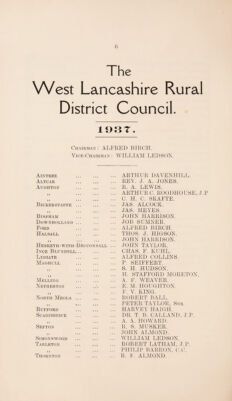 6
The
West Lancashire Rural
District Council.
1937.
CHAIRMAN: ALFRED BIRCH.
VICE-CHAIRMAN: WILLIAM LEDSON.
AINTREE ... ... ... ARTHUR DAVENHILL.
ALTCAR ... ... ... REV. J. A. JONES.
AUGHTON ... ... ... B. A. LEWIS.
,, ... ... ... ARTHUR C. ROODHOUSE, J.P.
,, ... ... ... C. H. C. SKAFTE.
BICKERSTAFFE ... ... ... JAS. ALCOCK.
,, ... ... ... JAS. MEYES.
BISPHAM ... ... ... JOHN HARRISON.
DOWNHOLLAND ... ... ... JOB SUMNER.
FORD ... ... ... ALFRED BIRCH.
HALSALL ... ... ... THOS. J. HIGSON.
,, ... ... ... JOHN HARRISON.
HESKETH-WITH-BECCONSALL ... JOHN TAYLOR.
INCE BLUNDELL ... ... ... CHAS. F. KUHL.
LYDIATE ... ... ... ALFRED COLLINS.
MAGHULL ... ... ... P. SEIFFERT.
,, ... ... ... S. H. HUDSON.
,, ... ... ... H. STAFFORD MORETON.
MELLING ... ... ... A. F. WEAVER.
NETHERTON ... ... ... E. M. HOUGHTON.
,, ... ... ... F. V. KING.
NORTH MEOLS ... ... ... ROBERT BALL.
,, ... ... ... PETER TAYLOR, Snr.
RUFFORD ... ... ... HARVEY HAIGH.
SCARISBRICK ... ... ... DR. T. B. CALLAND, J.P.
,, ... ... ... A. A. HOWARD.
SEFTON ... ... ... R. S. MUSKER.
,, ... ... ... JOHN ALMOND.
SIMONSWOOD ... ... ... WILLIAM LEDSON.
TARLETON ... ... ... ROBERT LATHAM, J.P.
,, ... ... ... PHILIP BARRON, C.C.
THORNTON ... ... ... R. F. ALMOND.